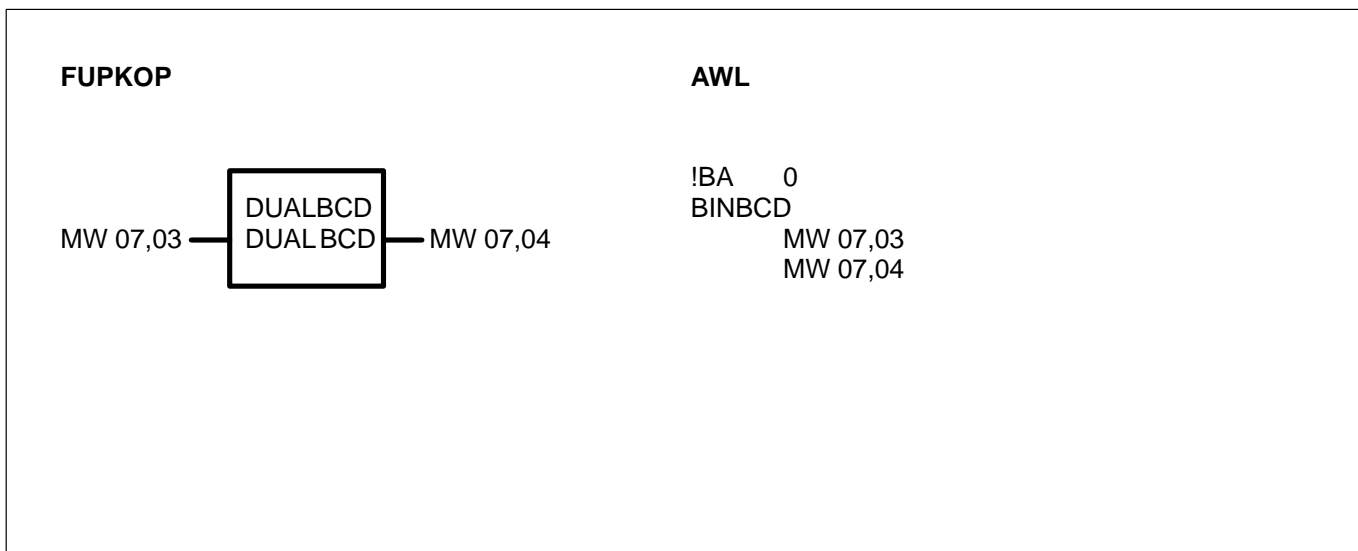 FUPKOP
AWL
DUALBCD
MW 07,03 DUAL BCD MW 07,04
!BA 0
BINBCD
MW 07,03
MW 07,04